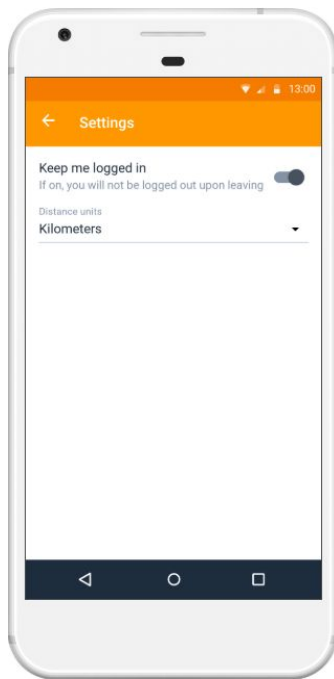 13:00
Settings
Keep me logged in
If on, you will not be logged out upon leaving
Distance units
Kilometers